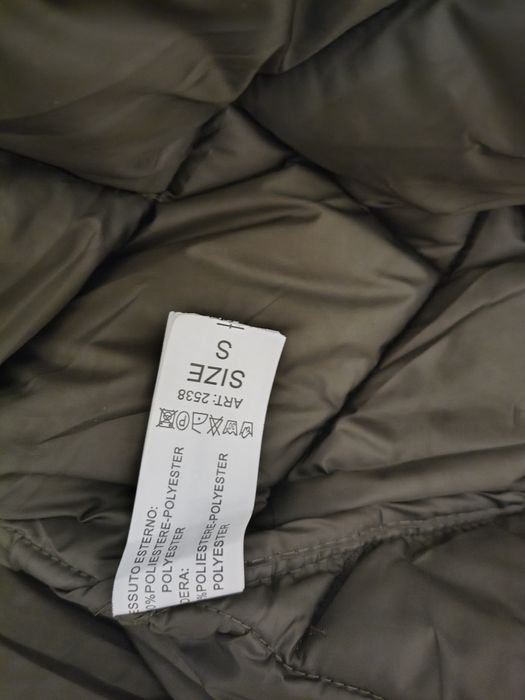 SIZE
S
ART: 2538
ESSUTO ESTERNO:
0%POLIESTERE-POLYESTER
POLYESTER
DERA:
%POLIESTERE-POLYESTER
POLYESTER